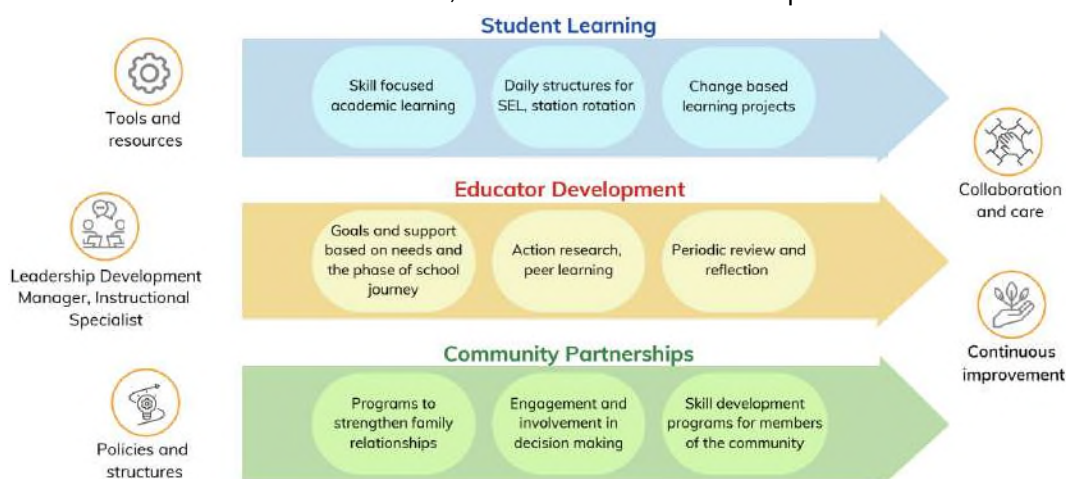 Student Learning
Tools and
resources
Skill focused
academic learning
Daily structures for
SEL, station rotation
Change based
learning projects
Educator Development
Leadership Development
Manager, Instructional
Specialist
Goals and support
based on needs and
the phase of school
journey
Action research,
peer learning
Periodic review and
reflection
Community Partnerships
Policies and
structures
Programs to
strengthen family
relationships
Engagement and
involvement in
decision making
Skill development
programs for members
of the community
Collaboration
and care
Continuous
improvement